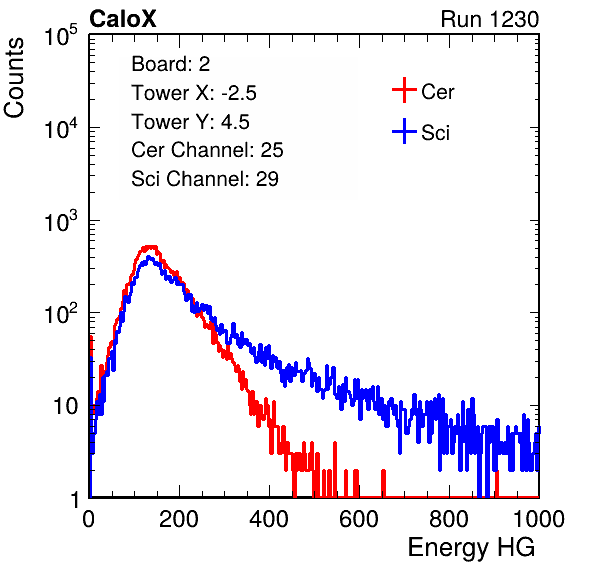 CaloX Run 1230
Counts
10^5
10^4
10^3
10^2
10
1
Board: 2
Tower X: -2.5
Tower Y: 4.5
Cer Channel: 25
Sci Channel: 29
Cer
Sci
0 200 400 600 800 1000
Energy HG